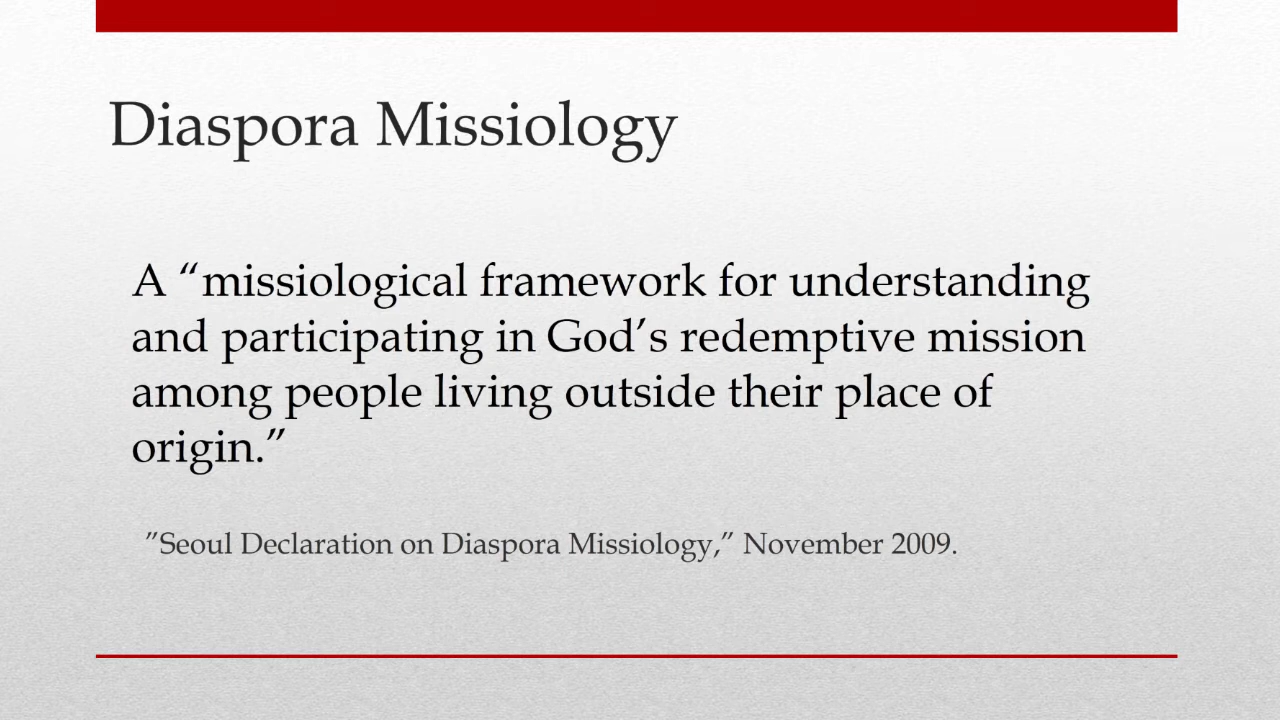 Diaspora Missiology
A “missiological framework for understanding
and participating in God’s redemptive mission
among people living outside their place of
origin.”
”Seoul Declaration on Diaspora Missiology,” November 2009.